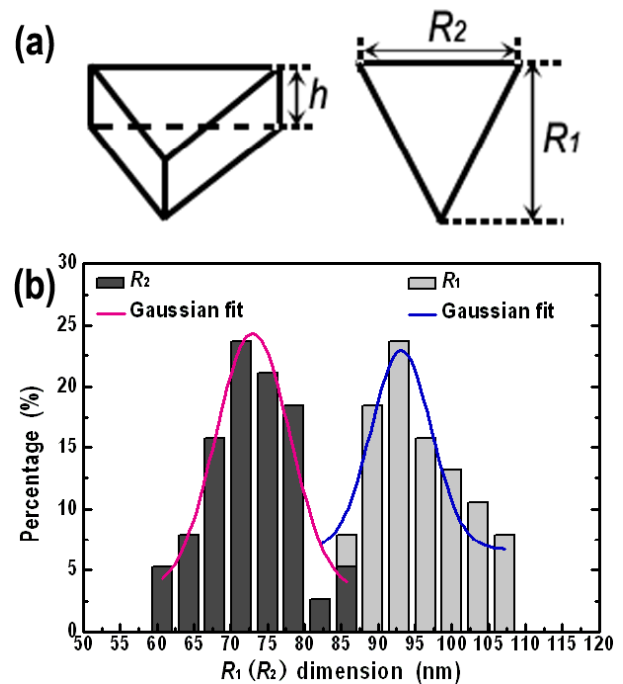 (a)
R2
h
R1
(b)
R2
R1
Gaussian fit
Gaussian fit
30
25
20
15
10
5
0
Percentage (%)
50 55 60 65 70 75 80 85 90 95 100 105 110 115 120
R1 (R2) dimension (nm)